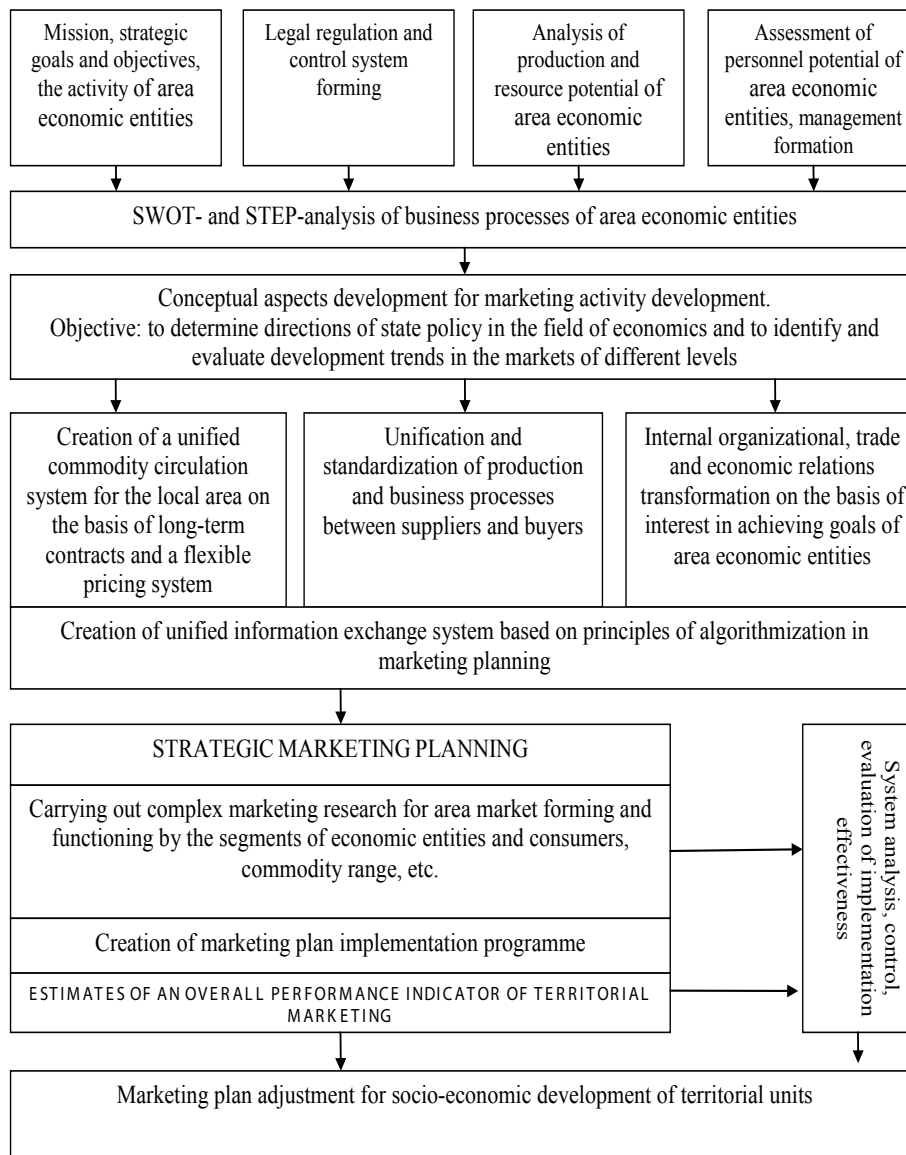 Mission, strategic
goals and objectives,
the activity of area
economic entities
Legal regulation and
control system
forming
Analysis of
production and
resource potential of
area economic
entities
Assessment of
personnel potential of
area economic
entities, management
formation
SWOT- and STEP-analysis of business processes of area economic entities
Conceptual aspects development for marketing activity development.
Objective: to determine directions of state policy in the field of economics and to identify and
evaluate development trends in the markets of different levels
Creation of a unified
commodity circulation
system for the local area on
the basis of long-term
contracts and a flexible
pricing system
Unification and
standardization of production
and business processes
between suppliers and buyers
Internal organizational, trade
and economic relations
transformation on the basis of
interest in achieving goals of
area economic entities
Creation of unified information exchange system based on principles of algorithmization in
marketing planning
STRATEGIC MARKETING PLANNING
Carrying out complex marketing research for area market forming and
functioning by the segments of economic entities and consumers,
commodity range, etc.
Creation of marketing plan implementation programme
ESTIMATES OF AN OVERALL PERFORMANCE INDICATOR OF TERRITORIAL
MARKETING
System analysis, control,
evaluation of implementation
effectiveness
Marketing plan adjustment for socio-economic development of territorial units